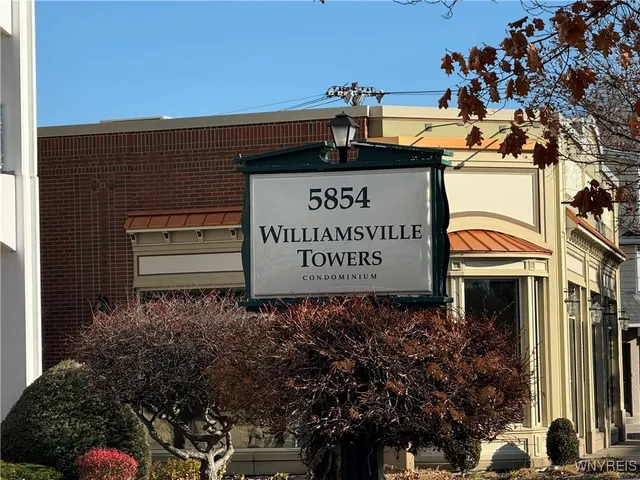 5854
WILLIAMSVILLE
TOWERS
CONDOMINIUM
WNYREIS